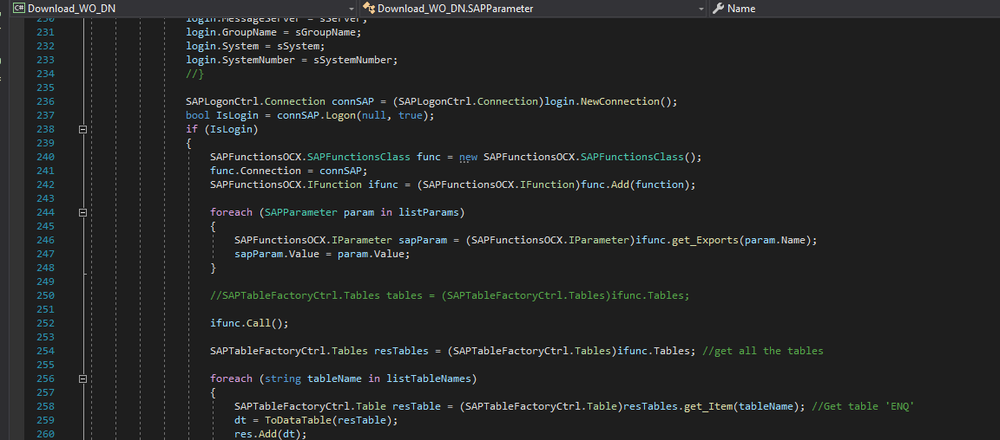 Download_WO_DN Download_WO_DN.SAPParameter Name
230 login.MessageServer = sServer;
231 login.GroupName = sGroupName;
232 login.System = sSystem;
233 login.SystemNumber = sSystemNumber;
234 //}
235
236 SAPLogonCtrl.Connection connSAP = (SAPLogonCtrl.Connection)login.NewConnection();
237 bool IsLogin = connSAP.Logon(null, true);
238 if (IsLogin)
239 {
240 SAPFunctionsOCX.SAPFunctionsClass func = new SAPFunctionsOCX.SAPFunctionsClass();
241 func.Connection = connSAP;
242 SAPFunctionsOCX.IFunction ifunc = (SAPFunctionsOCX.IFunction)func.Add(function);
243
244 foreach (SAPParameter param in listParams)
245 {
246 SAPFunctionsOCX.IParameter sapParam = (SAPFunctionsOCX.IParameter)ifunc.get_Exports(param.Name);
247 sapParam.Value = param.Value;
248 }
249
250 //SAPTableFactoryCtrl.Tables tables = (SAPTableFactoryCtrl.Tables)ifunc.Tables;
251
252 ifunc.Call();
253
254 SAPTableFactoryCtrl.Tables resTables = (SAPTableFactoryCtrl.Tables)ifunc.Tables; //get all the tables
255
256 foreach (string tableName in listTableNames)
257 {
258 SAPTableFactoryCtrl.Table resTable = (SAPTableFactoryCtrl.Table)resTables.get_Item(tableName); //Get table 'ENQ'
259 dt = ToDataTable(resTable);
260 res.Add(dt);